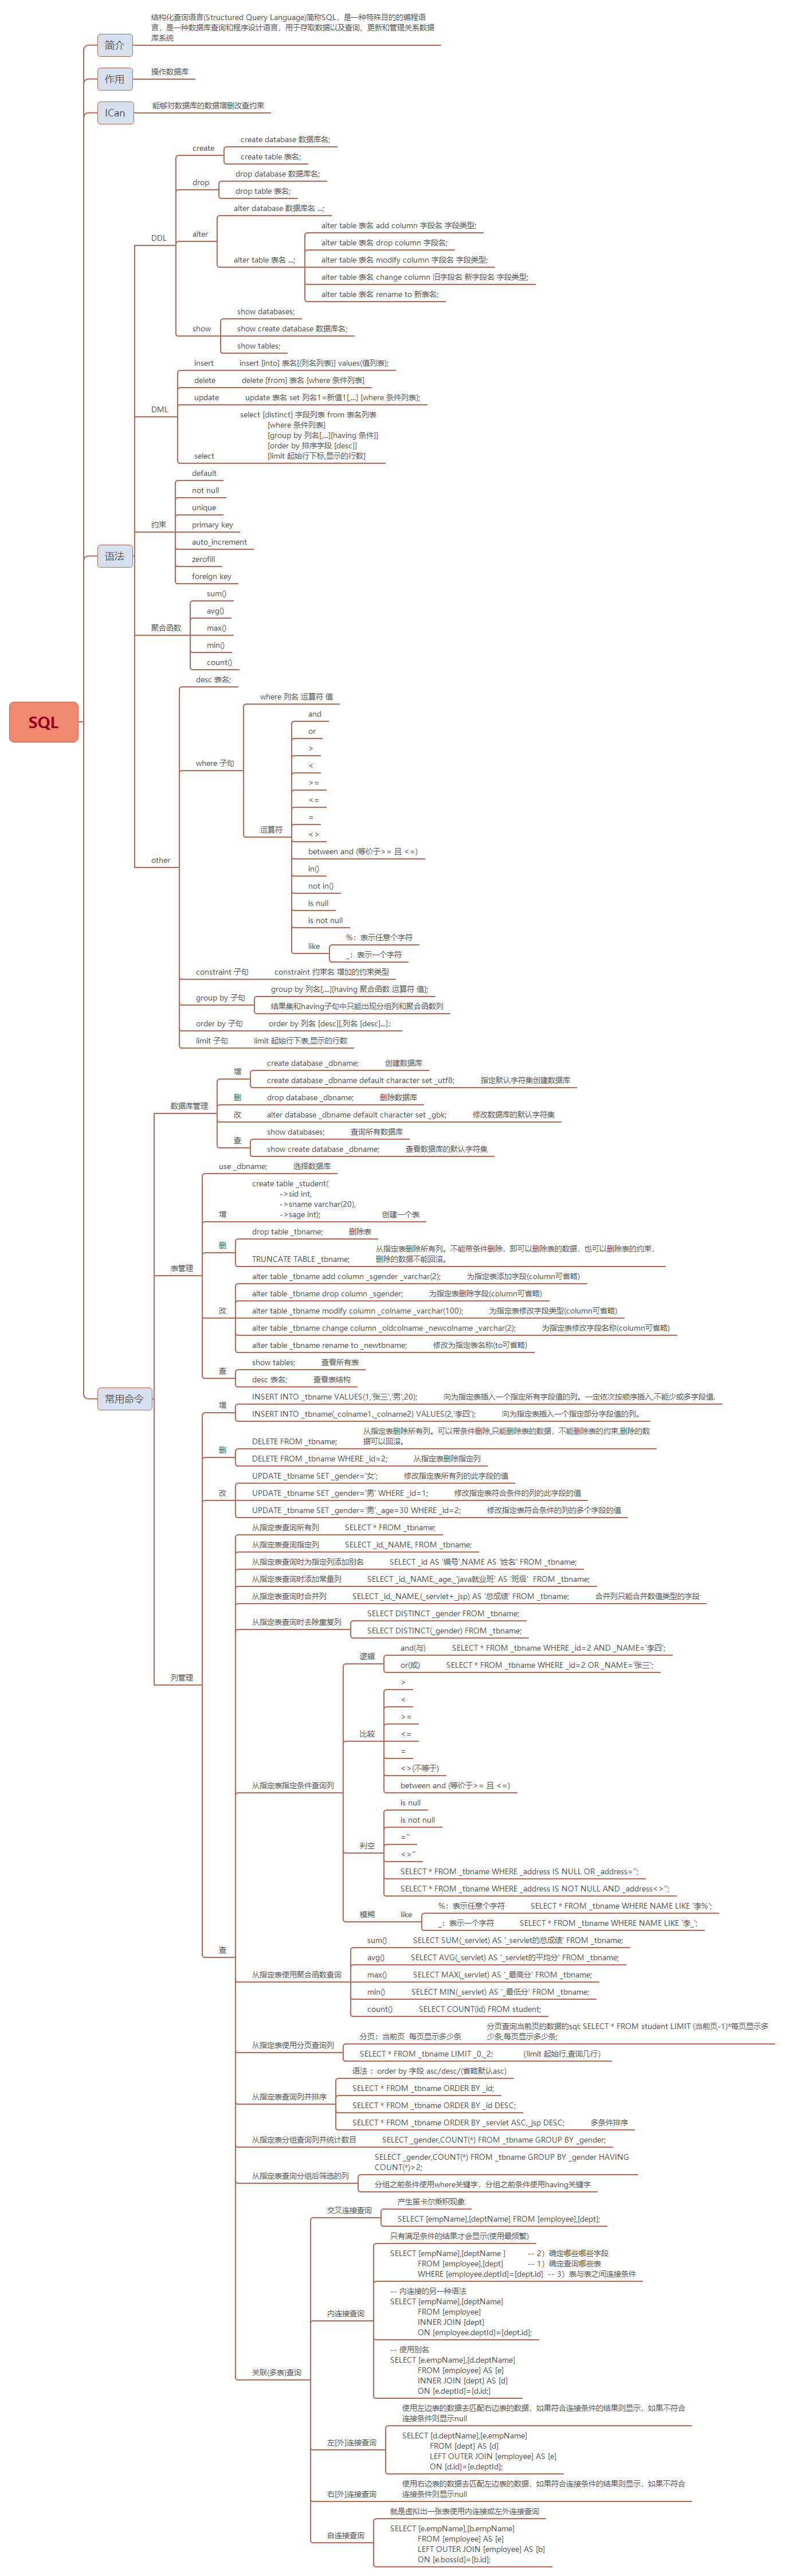 SQL
简介
结构化查询语言(Structured Query Language)简称SQL，是一种特殊目的的编程语
言，是一种数据库查询和程序设计语言，用于存取数据以及查询、更新和管理关系数据
库系统
作用
操作数据库
ICan
能够对数据库的数据增删改查约束
语法
DDL
create
create database 数据库名;
create table 表名;
drop
drop database 数据库名;
drop table 表名;
alter
alter database 数据库名 ...;
alter table 表名 ...;
alter table 表名 add column 字段名 字段类型;
alter table 表名 drop column 字段名;
alter table 表名 modify column 字段名 字段类型;
alter table 表名 change column 旧字段名 新字段名 字段类型;
alter table 表名 rename to 新表名;
show
show databases;
show create database 数据库名;
show tables;
DML
insert
insert [into] 表名[(列名列表)] values(值列表);
delete
delete [from] 表名 [where 条件列表]
update
update 表名 set 列名1=新值1[,...] [where 条件列表];
select
select [distinct] 字段列表 from 表名列表
[where 条件列表]
[group by 列名[,...][having 条件]]
[order by 排序字段 [desc]]
[limit 起始行下标,显示的行数]
约束
default
not null
unique
primary key
auto_increment
zerofill
foreign key
聚合函数
sum()
avg()
max()
min()
count()
other
desc 表名;
where 子句
where 列名 运算符 值
运算符
and
or
>
<
>=
<=
=
<>
between and (等价于>= 且 <=)
in()
not in()
is null
is not null
like
%：表示任意个字符
_：表示一个字符
constraint 子句
constraint 约束名 增加的约束类型
group by 子句
group by 列名[,...][having 聚合函数 运算符 值];
结果集和having子句中只能出现分组列和聚合函数列
order by 子句
order by 列名 [desc][,列名 [desc]...] ;
limit 子句
limit 起始行下表,显示的行数
常用命令
数据库管理
增
create database _dbname; 创建数据库
create database _dbname default character set _utf8; 指定默认字符集创建数据库
删
drop database _dbname; 删除数据库
改
alter database _dbname default character set _gbk; 修改数据库的默认字符集
查
show databases; 查询所有数据库
show create database _dbname; 查看数据库的默认字符集
表管理
use _dbname; 选择数据库
增
create table _student(
->sid int,
->sname varchar(20),
->sage int); 创建一个表
删
drop table _tbname; 删除表
TRUNCATE TABLE _tbname;
从指定表删除所有列。不能带条件删除，即可以删除表的数据，也可以删除表的约束，
删除的数据不能回滚。
改
alter table _tbname add column _sgender _varchar(2); 为指定表添加字段(column可省略)
alter table _tbname drop column _sgender; 为指定表删除字段(column可省略)
alter table _tbname modify column _colname _varchar(100); 为指定表修改字段类型(column可省略)
alter table _tbname change column _oldcolname _newcolname _varchar(2); 为指定表修改字段名称(column可省略)
alter table _tbname rename to _newtbname; 修改为指定表名称(to可省略)
查
show tables; 查看所有表
desc 表名; 查看表结构
列管理
增
INSERT INTO _tbname VALUES(1,'张三','男',20); 向为指定表插入一个指定所有字段值的列。一定依次按顺序插入,不能少或多字段值,
INSERT INTO _tbname(_colname1,_colname2) VALUES(2,'李四'); 向为指定表插入一个指定部分字段值的列。
删
DELETE FROM _tbname;
从指定表删除所有列。可以带条件删除,只能删除表的数据，不能删除表的约束,删除的数
据可以回滚。
DELETE FROM _tbname WHERE _id=2; 从指定表删除指定列
改
UPDATE _tbname SET _gender='女'; 修改指定表所有列的此字段的值
UPDATE _tbname SET _gender='男' WHERE _id=1; 修改指定表符合条件的列的此字段的值
UPDATE _tbname SET _gender='男',_age=30 WHERE _id=2; 修改指定表符合条件的列的多个字段的值
查
从指定表查询所有列 SELECT * FROM _tbname;
从指定表查询指定列 SELECT _id,_NAME, FROM _tbname;
从指定表查询时为指定列添加别名 SELECT _id AS '编号',NAME AS '姓名' FROM _tbname;
从指定表查询时添加常量列 SELECT _id,_NAME,_age,_'java就业班' AS '班级' FROM _tbname;
从指定表查询时合并列 SELECT _id,_NAME,(_servlet+_jsp) AS '总成绩' FROM _tbname; 合并列只能合并数值类型的字段
从指定表查询时去除重复列
SELECT DISTINCT _gender FROM _tbname;
SELECT DISTINCT(_gender) FROM _tbname;
从指定表指定条件查询列
逻辑
and(与) SELECT * FROM _tbname WHERE _id=2 AND _NAME='李四';
or(或) SELECT * FROM _tbname WHERE _id=2 OR _NAME='张三';
比较
>
<
>=
<=
=
<>(不等于)
between and (等价于>= 且 <=)
判空
is null
is not null
=''
<>''
SELECT * FROM _tbname WHERE _address IS NULL OR _address='';
SELECT * FROM _tbname WHERE _address IS NOT NULL AND _address<>'';
模糊
like
%：表示任意个字符 SELECT * FROM _tbname WHERE NAME LIKE '李%';
_：表示一个字符 SELECT * FROM _tbname WHERE NAME LIKE '李_';
从指定表使用聚合函数查询
sum() SELECT SUM(_servlet) AS '_servlet的总成绩' FROM _tbname;
avg() SELECT AVG(_servlet) AS '_servlet的平均分' FROM _tbname;
max() SELECT MAX(_servlet) AS '_最高分' FROM _tbname;
min() SELECT MIN(_servlet) AS '_最低分' FROM _tbname;
count() SELECT COUNT(id) FROM student;
从指定表使用分页查询列
分页：当前页 每页显示多少条
分页查询当前页的数据的sql: SELECT * FROM student LIMIT (当前页-1)*每页显示多
少条,每页显示多少条;
SELECT * FROM _tbname LIMIT _0,_2; （limit 起始行,查询几行）
从指定表查询列并排序
语法 ：order by 字段 asc/desc/(省略默认asc)
SELECT * FROM _tbname ORDER BY _id;
SELECT * FROM _tbname ORDER BY _id DESC;
SELECT * FROM _tbname ORDER BY _servlet ASC,_jsp DESC; 多条件排序
从指定表分组查询列并统计数目 SELECT _gender,COUNT(*) FROM _tbname GROUP BY _gender;
从指定表查询分组后筛选的列
SELECT _gender,COUNT(*) FROM _tbname GROUP BY _gender HAVING
COUNT(*)>2;
分组之前条件使用where关键字，分组之前条件使用having关键字
关联(多表)查询
交叉连接查询
产生笛卡尔乘积现象
SELECT [empName],[deptName] FROM [employee],[dept];
内连接查询
只有满足条件的结果才会显示(使用最频繁)
SELECT [empName],[deptName ] -- 2）确定哪些哪些字段
FROM [employee],[dept] -- 1）确定查询哪些表
WHERE [employee.deptId]=[dept.id] -- 3）表与表之间连接条件
-- 内连接的另一种语法
SELECT [empName],[deptName]
FROM [employee]
INNER JOIN [dept]
ON [employee.deptId]=[dept.id];
-- 使用别名
SELECT [e.empName],[d.deptName]
FROM [employee] AS [e]
INNER JOIN [dept] AS [d]
ON [e.deptId]=[d.id;]
左[外]连接查询
使用左边表的数据去匹配右边表的数据，如果符合连接条件的结果则显示，如果不符合
连接条件则显示null
SELECT [d.deptName],[e.empName]
FROM [dept] AS [d]
LEFT OUTER JOIN [employee] AS [e]
ON [d.id]=[e.deptId];
右[外]连接查询
使用右边表的数据去匹配左边表的数据，如果符合连接条件的结果则显示，如果不符合
连接条件则显示null
自连接查询
就是虚拟出一张表使用内连接或左外连接查询
SELECT [e.empName],[b.empName]
FROM [employee] AS [e]
LEFT OUTER JOIN [employee] AS [b]
ON [e.bossId]=[b.id];